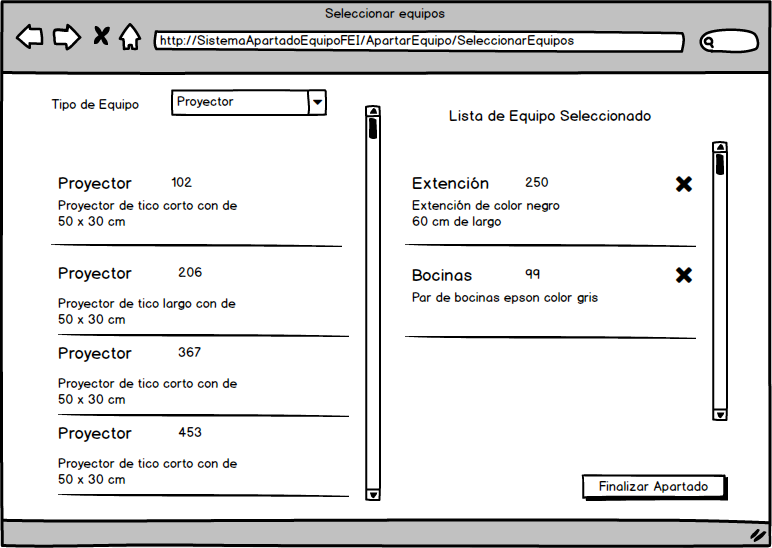 Seleccionar equipos
http://SistemaApartadoEquipoFEI/ApartarEquipo/SeleccionarEquipos
Tipo de Equipo
Proyector
Proyector 102
Proyector de tico corto con de
50 x 30 cm
Proyector 206
Proyector de tico largo con de
50 x 30 cm
Proyector 367
Proyector de tico corto con de
50 x 30 cm
Proyector 453
Proyector de tico corto con de
50 x 30 cm
Lista de Equipo Seleccionado
Extención 250
Extención de color negro
60 cm de largo
Bocinas 99
Par de bocinas epson color gris
Finalizar Apartado